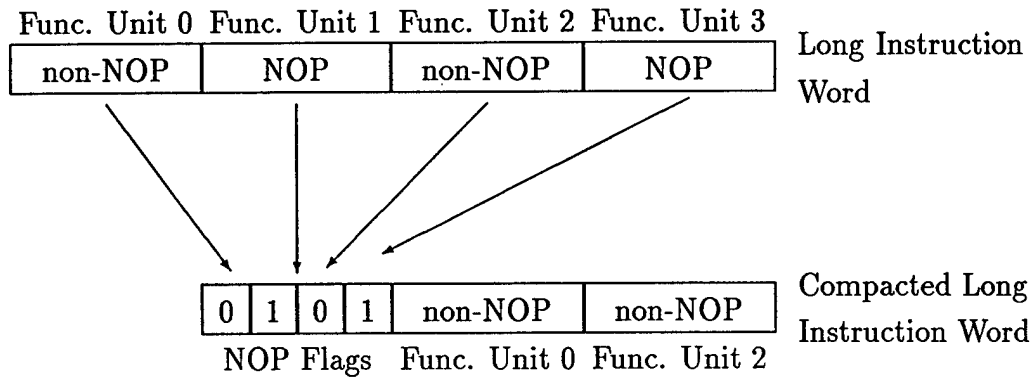 Func. Unit 0 Func. Unit 1 Func. Unit 2 Func. Unit 3
non-NOP NOP non-NOP NOP
Long Instruction
Word
0 1 0 1 non-NOP non-NOP
NOP Flags Func. Unit 0 Func. Unit 2
Compacted Long
Instruction Word